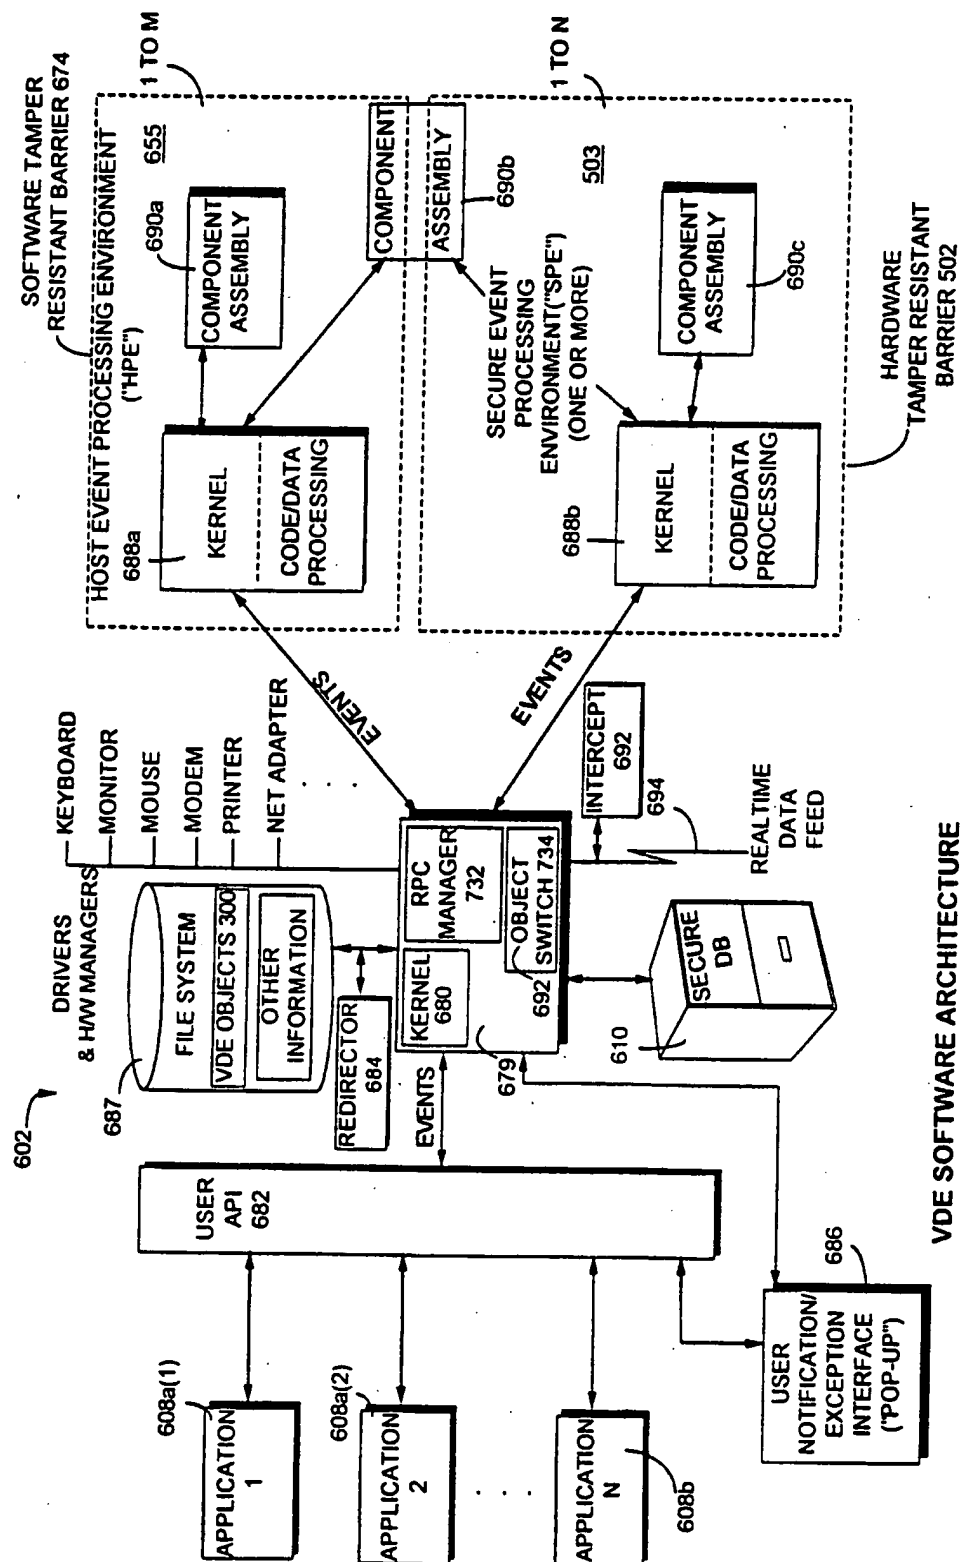 602
DRIVERS
& H/W MANAGERS
KEYBOARD
MONITOR
MOUSE
MODEM
PRINTER
NET ADAPTER
. . .
687
FILE SYSTEM
VDE OBJECTS 300
OTHER
INFORMATION
REDIRECTOR
684
EVENTS
KERNEL
680
RPC
MANAGER
732
692
OBJECT
SWITCH 734
679
INTERCEPT
692
694
REALTIME
DATA
FEED
610
SECURE
DB
USER
API
682
608a(1)
APPLICATION
1
608a(2)
APPLICATION
2
. . .
APPLICATION
N
608b
USER
NOTIFICATION/
EXCEPTION
INTERFACE
("POP-UP")
686
EVENTS
EVENTS
SOFTWARE TAMPER
RESISTANT BARRIER 674
HOST EVENT PROCESSING ENVIRONMENT
("HPE")
655
1 TO M
688a
KERNEL
CODE/DATA
PROCESSING
690a
COMPONENT
ASSEMBLY
COMPONENT
ASSEMBLY
690b
503
1 TO N
SECURE EVENT
PROCESSING
ENVIRONMENT("SPE")
(ONE OR MORE)
688b
KERNEL
CODE/DATA
PROCESSING
COMPONENT
ASSEMBLY
690c
HARDWARE
TAMPER RESISTANT
BARRIER 502
VDE SOFTWARE ARCHITECTURE